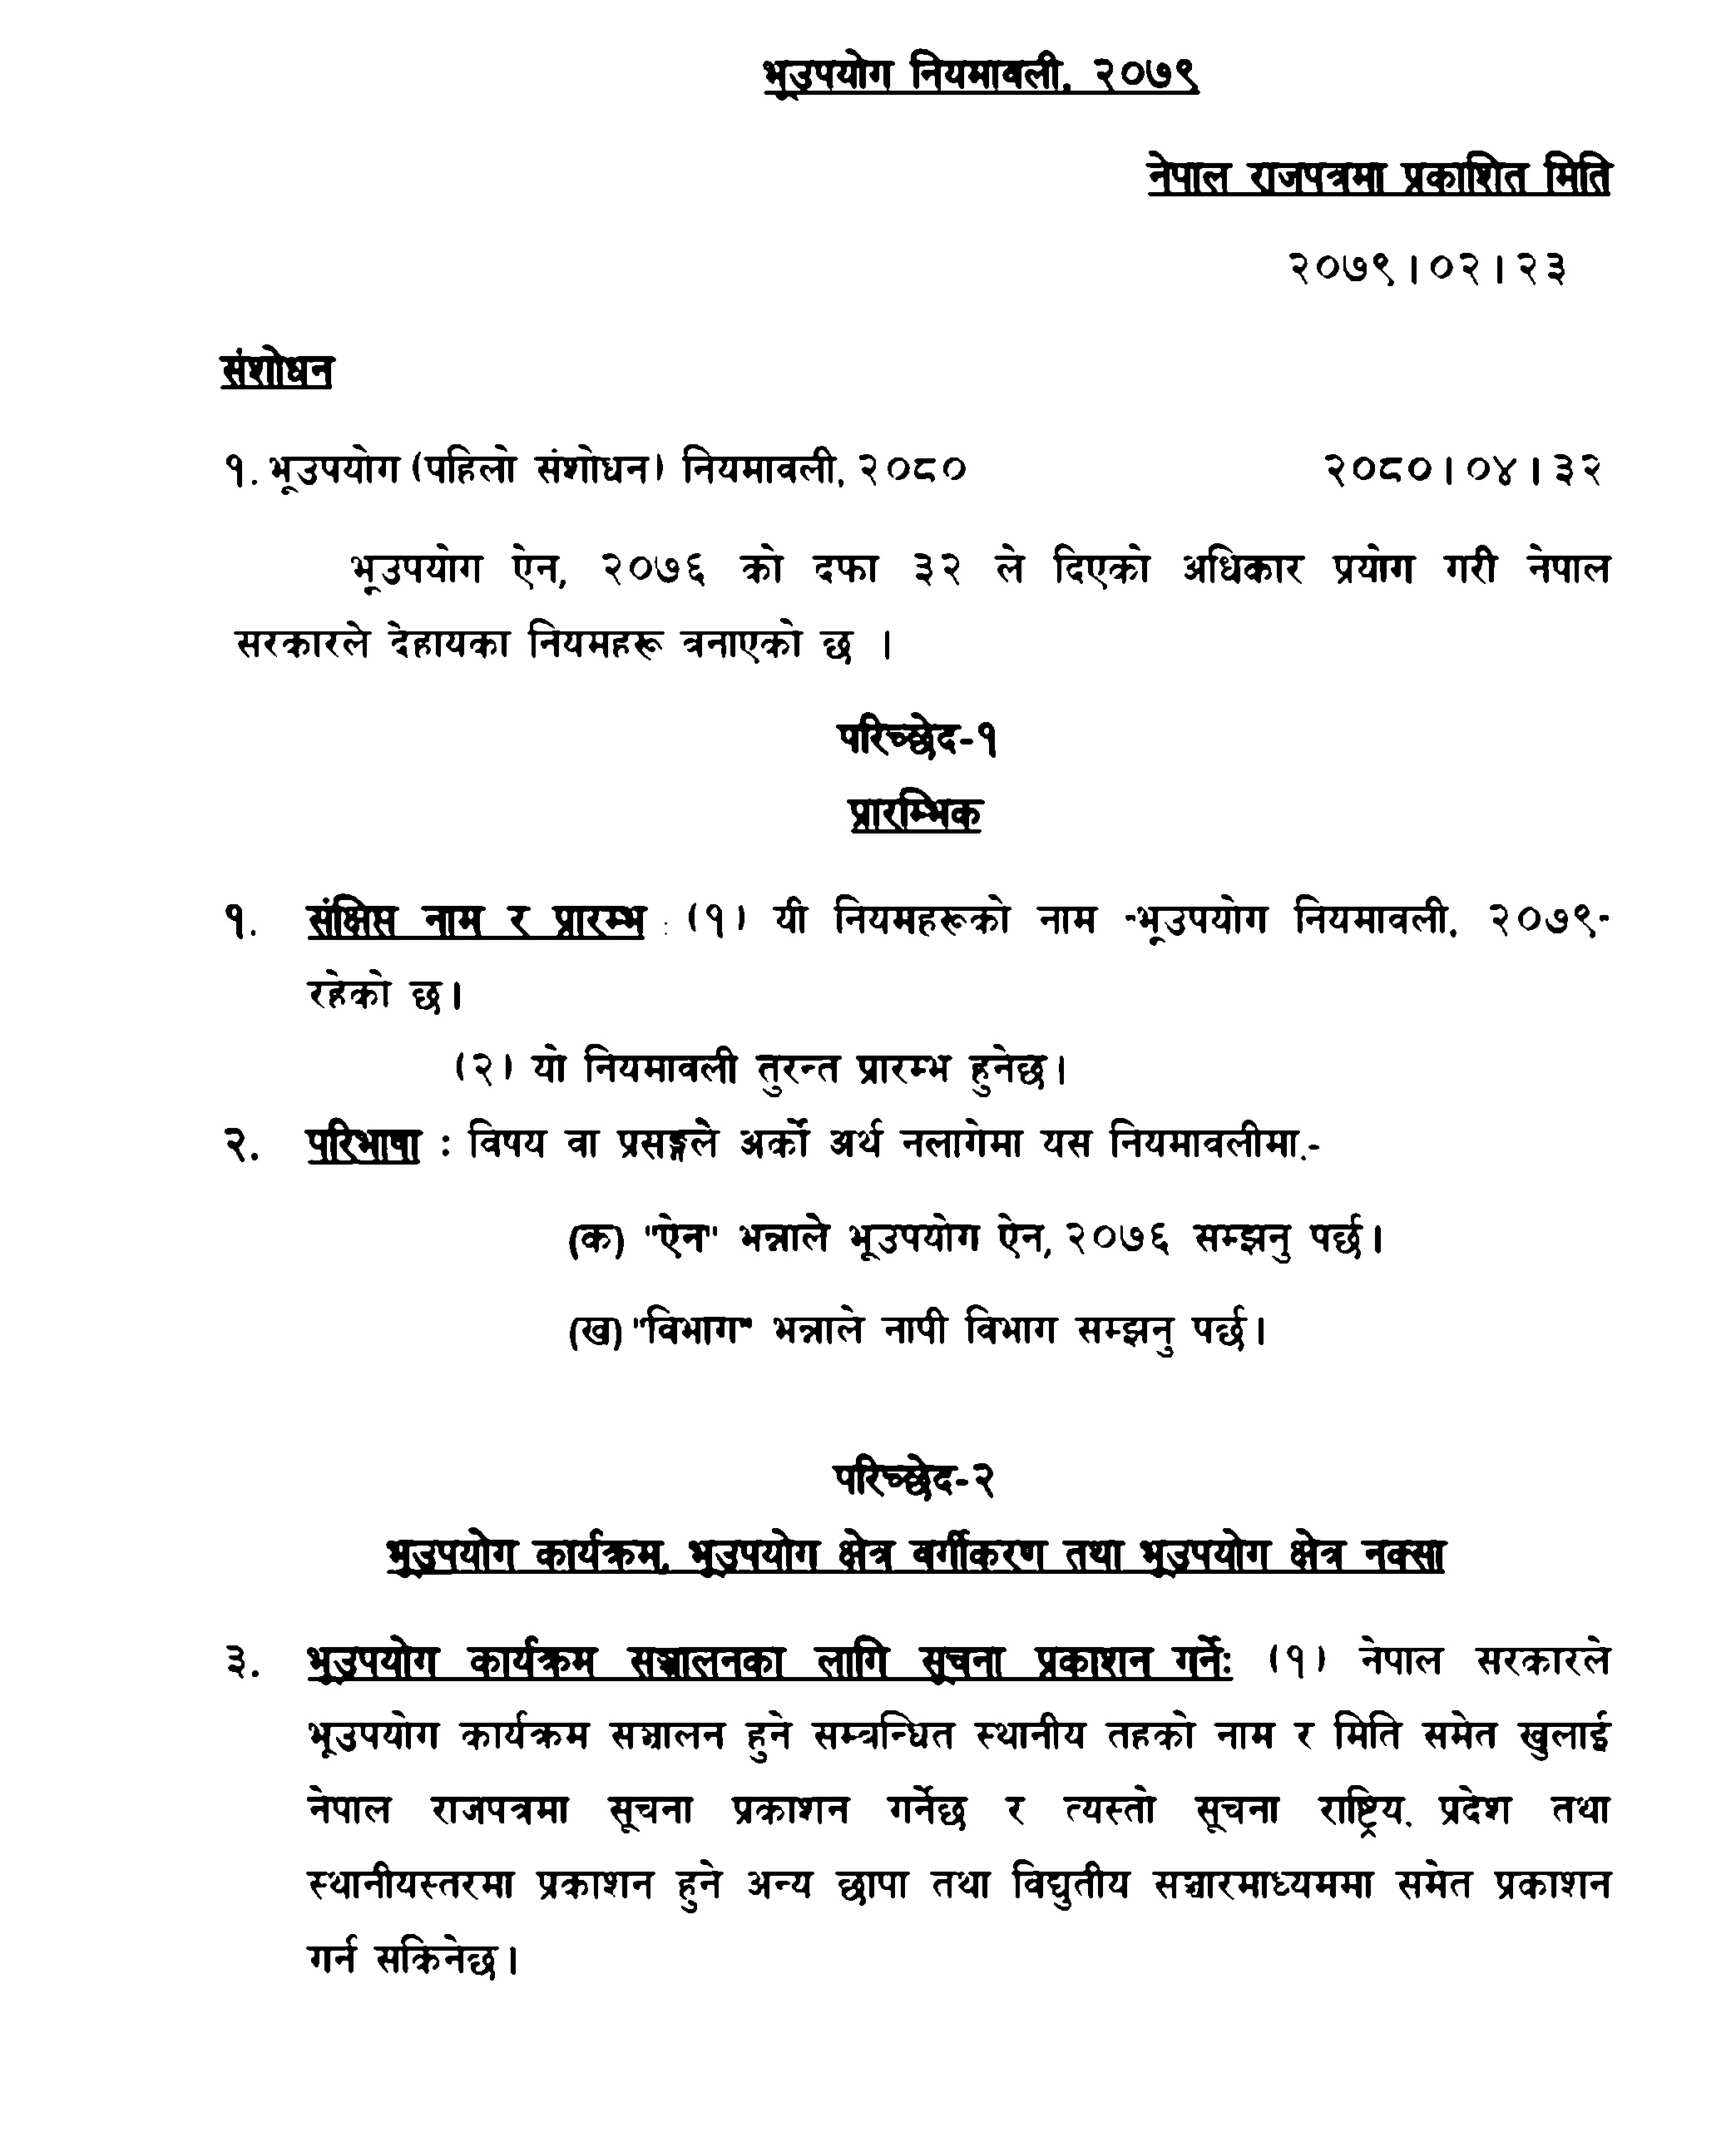 भूउपयोग नियमावली, २०७९
नेपाल राजपत्रमा प्रकाशित मिति
२०७९।०२।२३
संशोधन
१. भूउपयोग (पहिलो संशोधन) नियमावली, २०८० २०८०।०४।३२
भूउपयोग ऐन, २०७६ को दफा ३२ ले दिएको अधिकार प्रयोग गरी नेपाल
सरकारले देहायका नियमहरू बनाएको छ ।
परिच्छेद-१
प्रारम्भिक
१. संक्षिप्त नाम र प्रारम्भ : (१) यी नियमहरूको नाम "भूउपयोग नियमावली, २०७९"
रहेको छ।
(२) यो नियमावली तुरन्त प्रारम्भ हुनेछ।
२. परिभाषा : विषय वा प्रसङ्गले अर्को अर्थ नलागेमा यस नियमावलीमा,-
(क) "ऐन" भन्नाले भूउपयोग ऐन, २०७६ सम्झनु पर्छ।
(ख) "विभाग" भन्नाले नापी विभाग सम्झनु पर्छ।
परिच्छेद-२
भूउपयोग कार्यक्रम, भूउपयोग क्षेत्र वर्गीकरण तथा भूउपयोग क्षेत्र नक्सा
३. भूउपयोग कार्यक्रम सञ्चालनका लागि सूचना प्रकाशन गर्नेः (१) नेपाल सरकारले
भूउपयोग कार्यक्रम सञ्चालन हुने सम्बन्धित स्थानीय तहको नाम र मिति समेत खुलाई
नेपाल राजपत्रमा सूचना प्रकाशन गर्नेछ र त्यस्तो सूचना राष्ट्रिय, प्रदेश तथा
स्थानीयस्तरमा प्रकाशन हुने अन्य छापा तथा विद्युतीय सञ्चारमाध्यममा समेत प्रकाशन
गर्न सकिनेछ।